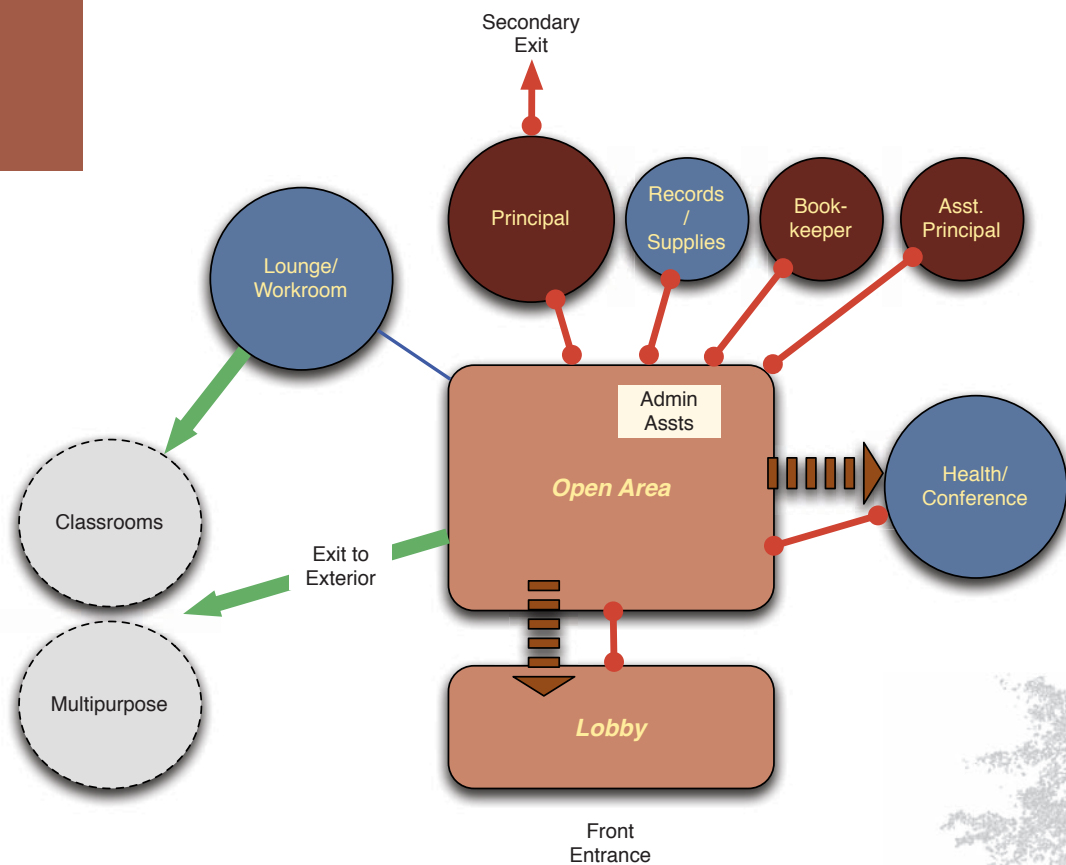 Secondary
Exit
Principal
Records
/
Supplies
Book-
keeper
Asst.
Principal
Lounge/
Workroom
Admin
Assts
Open Area
Health/
Conference
Classrooms
Exit to
Exterior
Multipurpose
Lobby
Front
Entrance